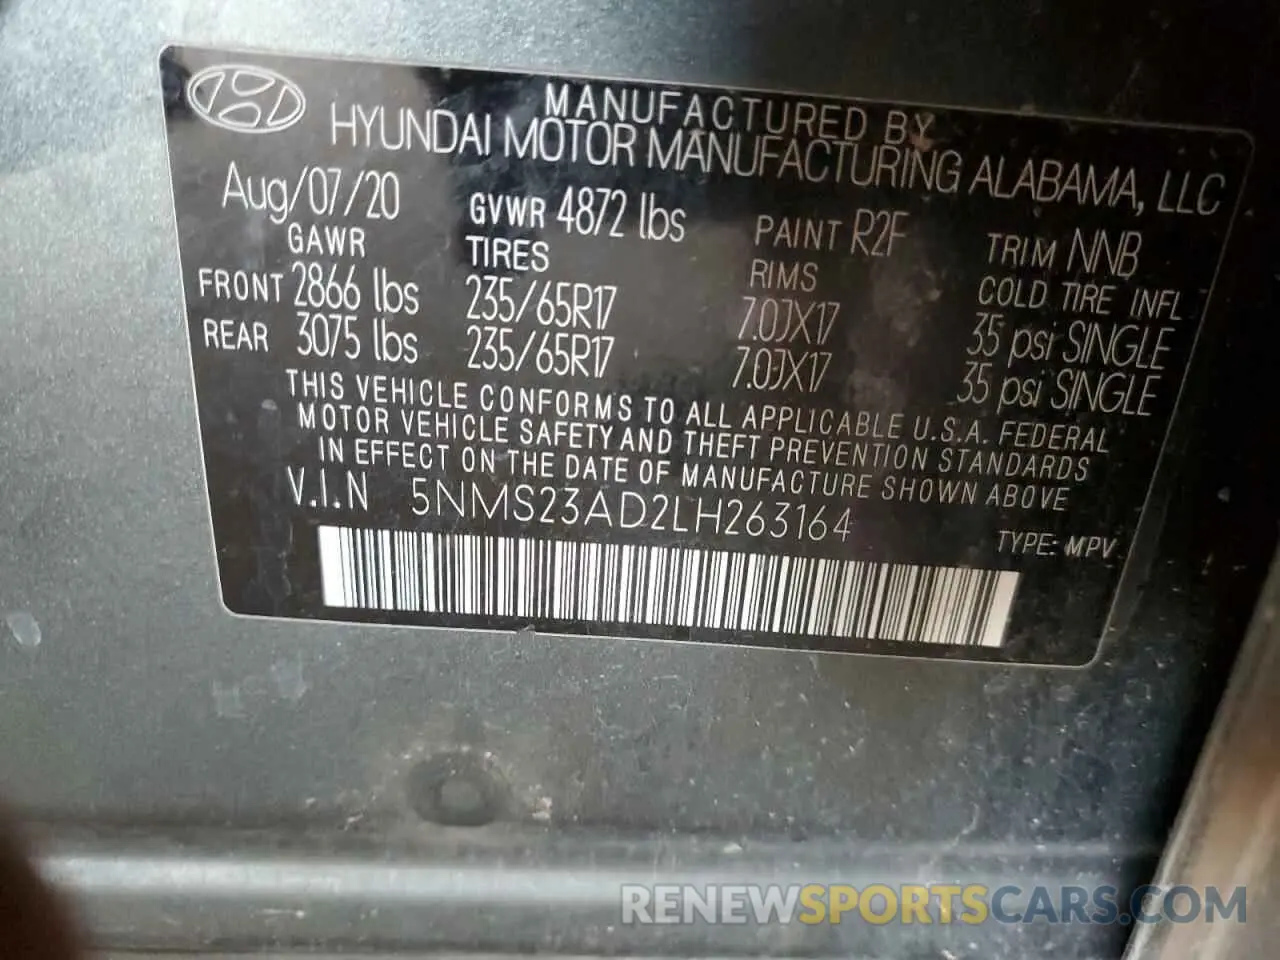 MANUFACTURED BY
HYUNDAI MOTOR MANUFACTURING ALABAMA, LLC
Aug/07/20 GVWR 4872 lbs PAINT R2F TRIM NNB
GAWR TIRES RIMS COLD TIRE INFL
FRONT 2866 lbs 235/65R17 7.0JX17 35 psi SINGLE
REAR 3075 lbs 235/65R17 7.0JX17 35 psi SINGLE
THIS VEHICLE CONFORMS TO ALL APPLICABLE U.S.A. FEDERAL
MOTOR VEHICLE SAFETY AND THEFT PREVENTION STANDARDS
IN EFFECT ON THE DATE OF MANUFACTURE SHOWN ABOVE
V.I.N 5NMS23AD2LH263164
TYPE: MPV
RENEWSPORTSCARS.COM